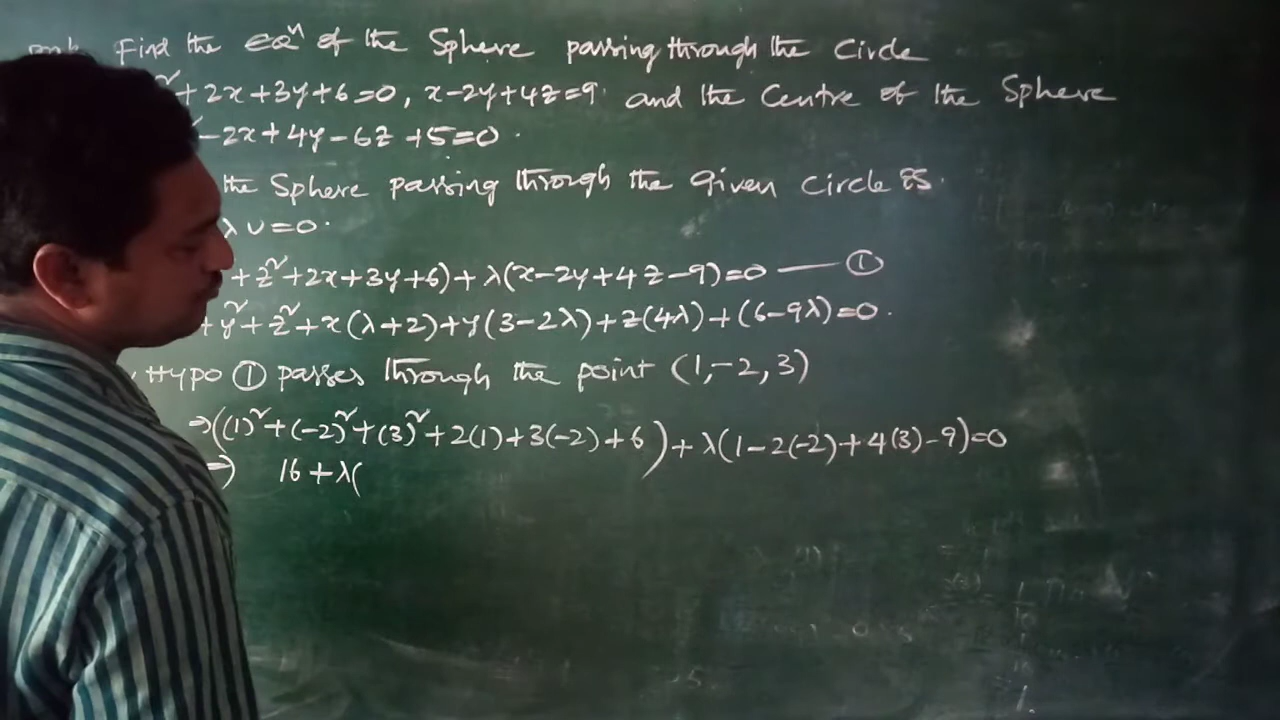 Find the eqⁿ of the Sphere passing through the Circle
² + 2x + 3y + 6 = 0, x - 2y + 4z = 9 and the Centre of the Sphere
- 2x + 4y - 6z + 5 = 0.
the Sphere passing through the given circle is.
λU = 0.
+ z² + 2x + 3y + 6) + λ(x - 2y + 4z - 9) = 0 — ①
+ y² + z² + x(λ+2) + y(3 - 2λ) + z(4λ) + (6 - 9λ) = 0.
Hypo ① passes through the point (1, -2, 3)
⇒ ((1)² + (-2)² + (3)² + 2(1) + 3(-2) + 6) + λ(1 - 2(-2) + 4(3) - 9) = 0
⇒ 16 + λ(